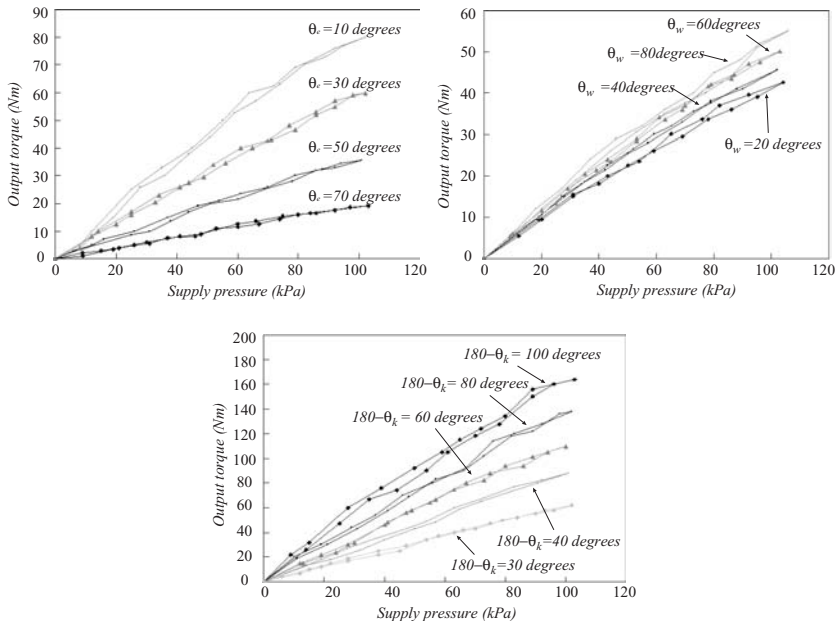 90
80
70
60
50
40
30
20
10
0
Output torque (Nm)
θe=10 degrees
θe=30 degrees
θe=50 degrees
θe=70 degrees
0 20 40 60 80 100 120
Supply pressure (kPa)
60
50
40
30
20
10
0
Output torque (Nm)
θw =60 degrees
θw =80degrees
θw =40degrees
θw =20 degrees
0 20 40 60 80 100 120
Supply pressure (kPa)
200
180
160
140
120
100
80
60
40
20
0
Output torque (Nm)
180−θk = 100 degrees
180−θk = 80 degrees
180−θk = 60 degrees
180−θk=40 degrees
180−θk=30 degrees
0 20 40 60 80 100 120
Supply pressure (kPa)